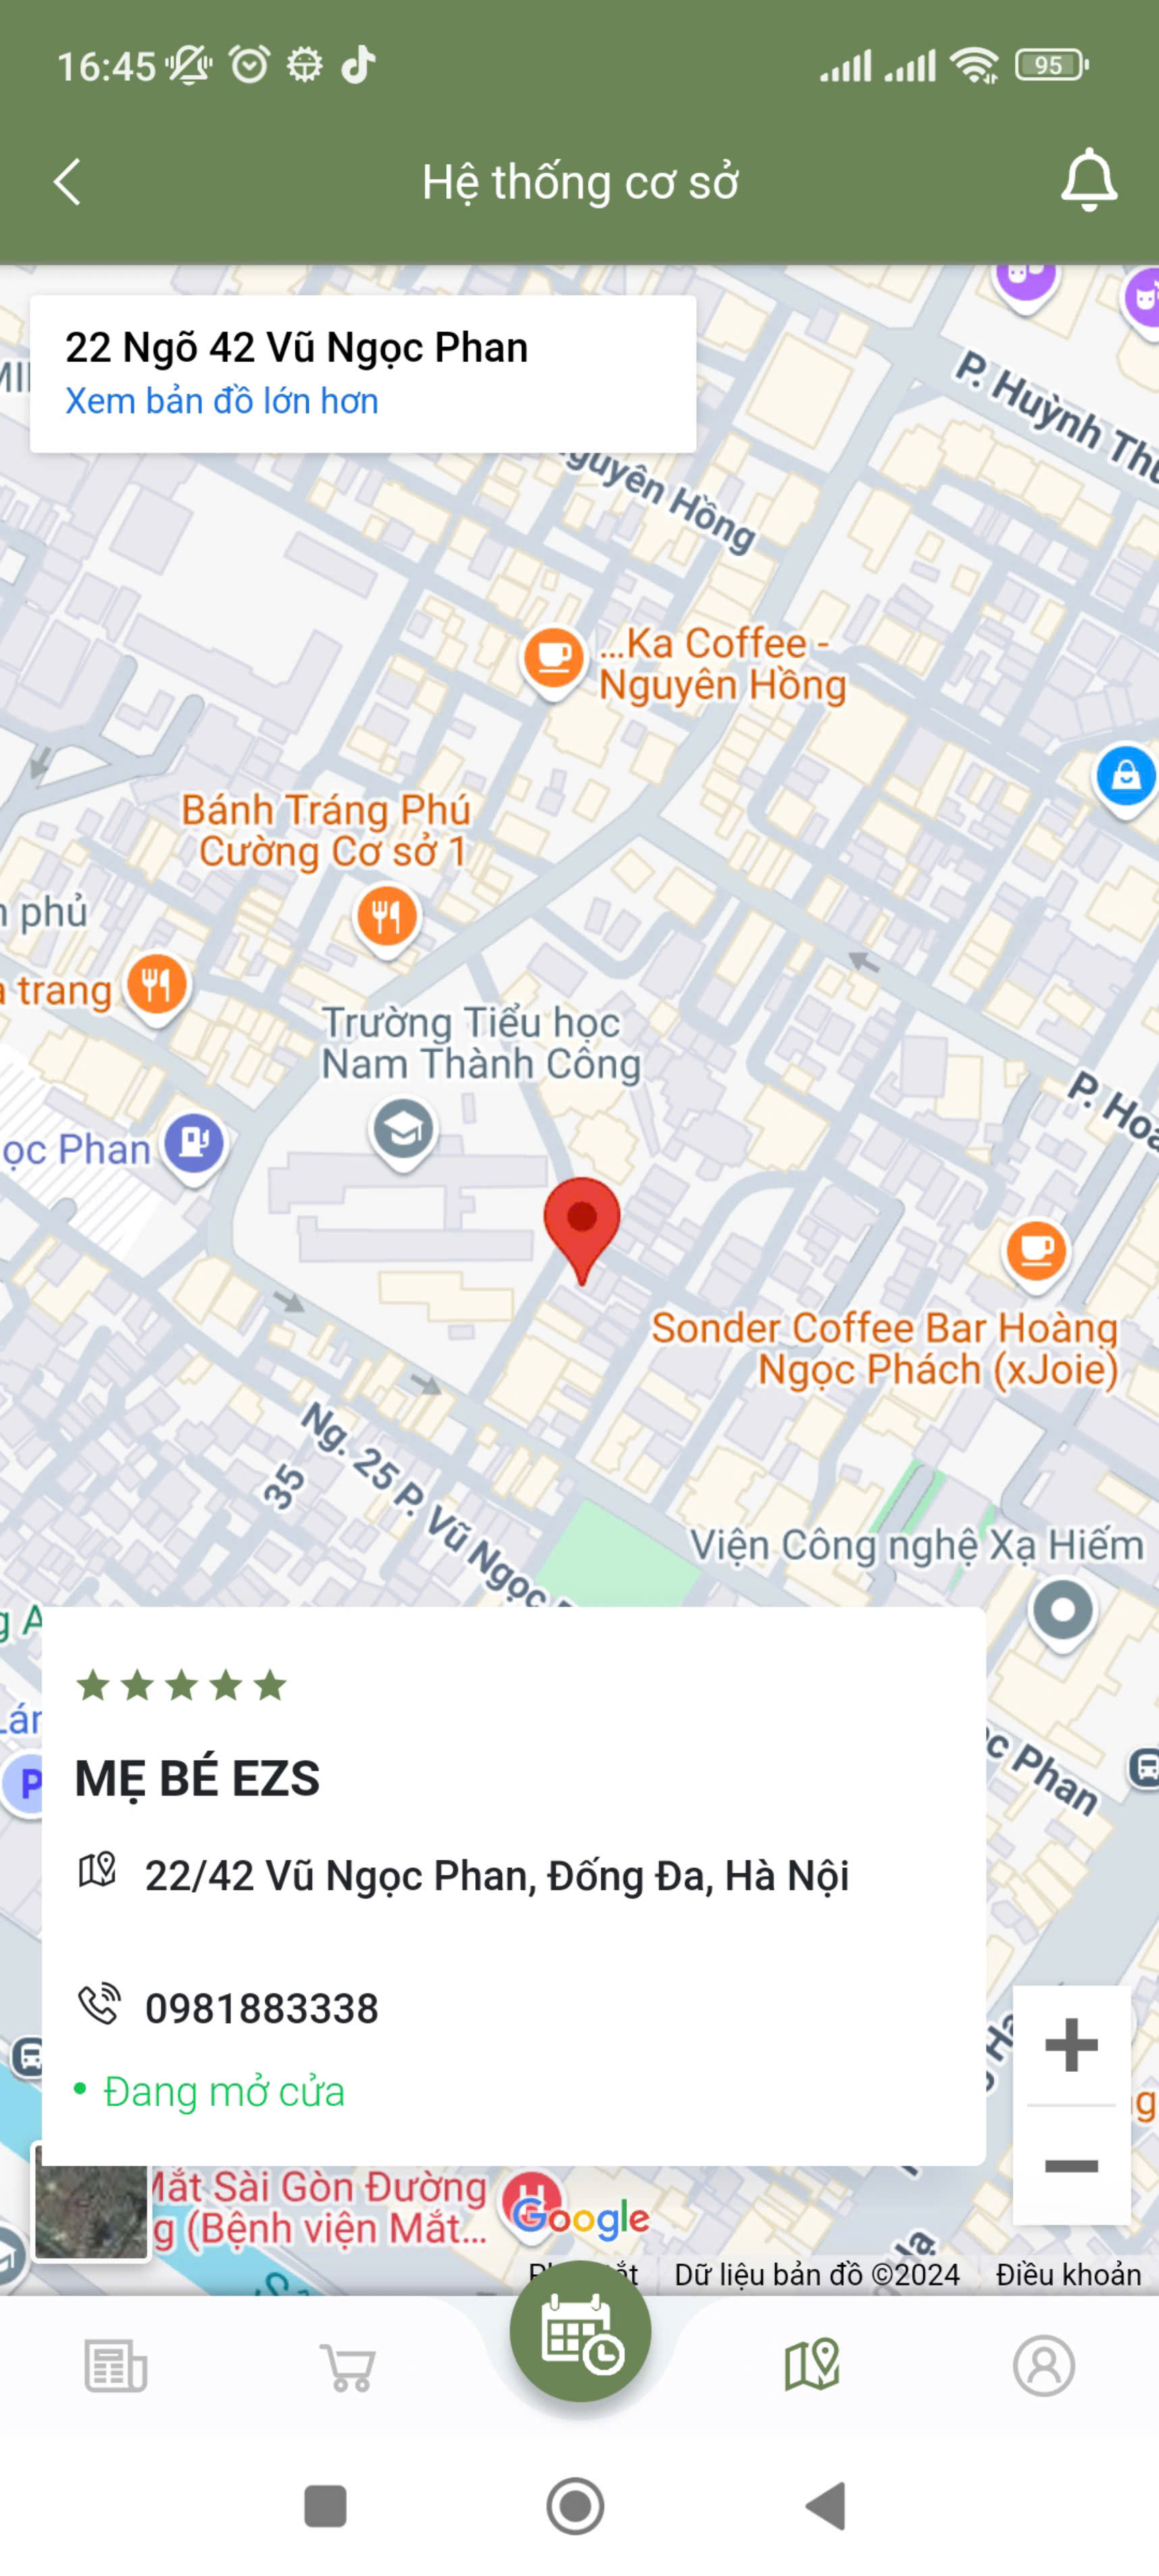 16:45
95
Hệ thống cơ sở
22 Ngõ 42 Vũ Ngọc Phan
Xem bản đồ lớn hơn
P. Huỳnh Thú
guyên Hồng
...Ka Coffee -
Nguyên Hồng
Bánh Tráng Phú
Cường Cơ sở 1
phủ
trang
Trường Tiểu học
Nam Thành Công
P. Hoà
ọc Phan
Sonder Coffee Bar Hoàng
Ngọc Phách (xJoie)
Ng. 25 P. Vũ Ngọc
35
Viện Công nghệ Xạ Hiếm
g A
Lán
P
ọc Phan
MẸ BÉ EZS
22/42 Vũ Ngọc Phan, Đống Đa, Hà Nội
0981883338
Đang mở cửa
Mắt Sài Gòn Đường
g (Bệnh viện Mắt...
Google
Dữ liệu bản đồ ©2024
Điều khoản